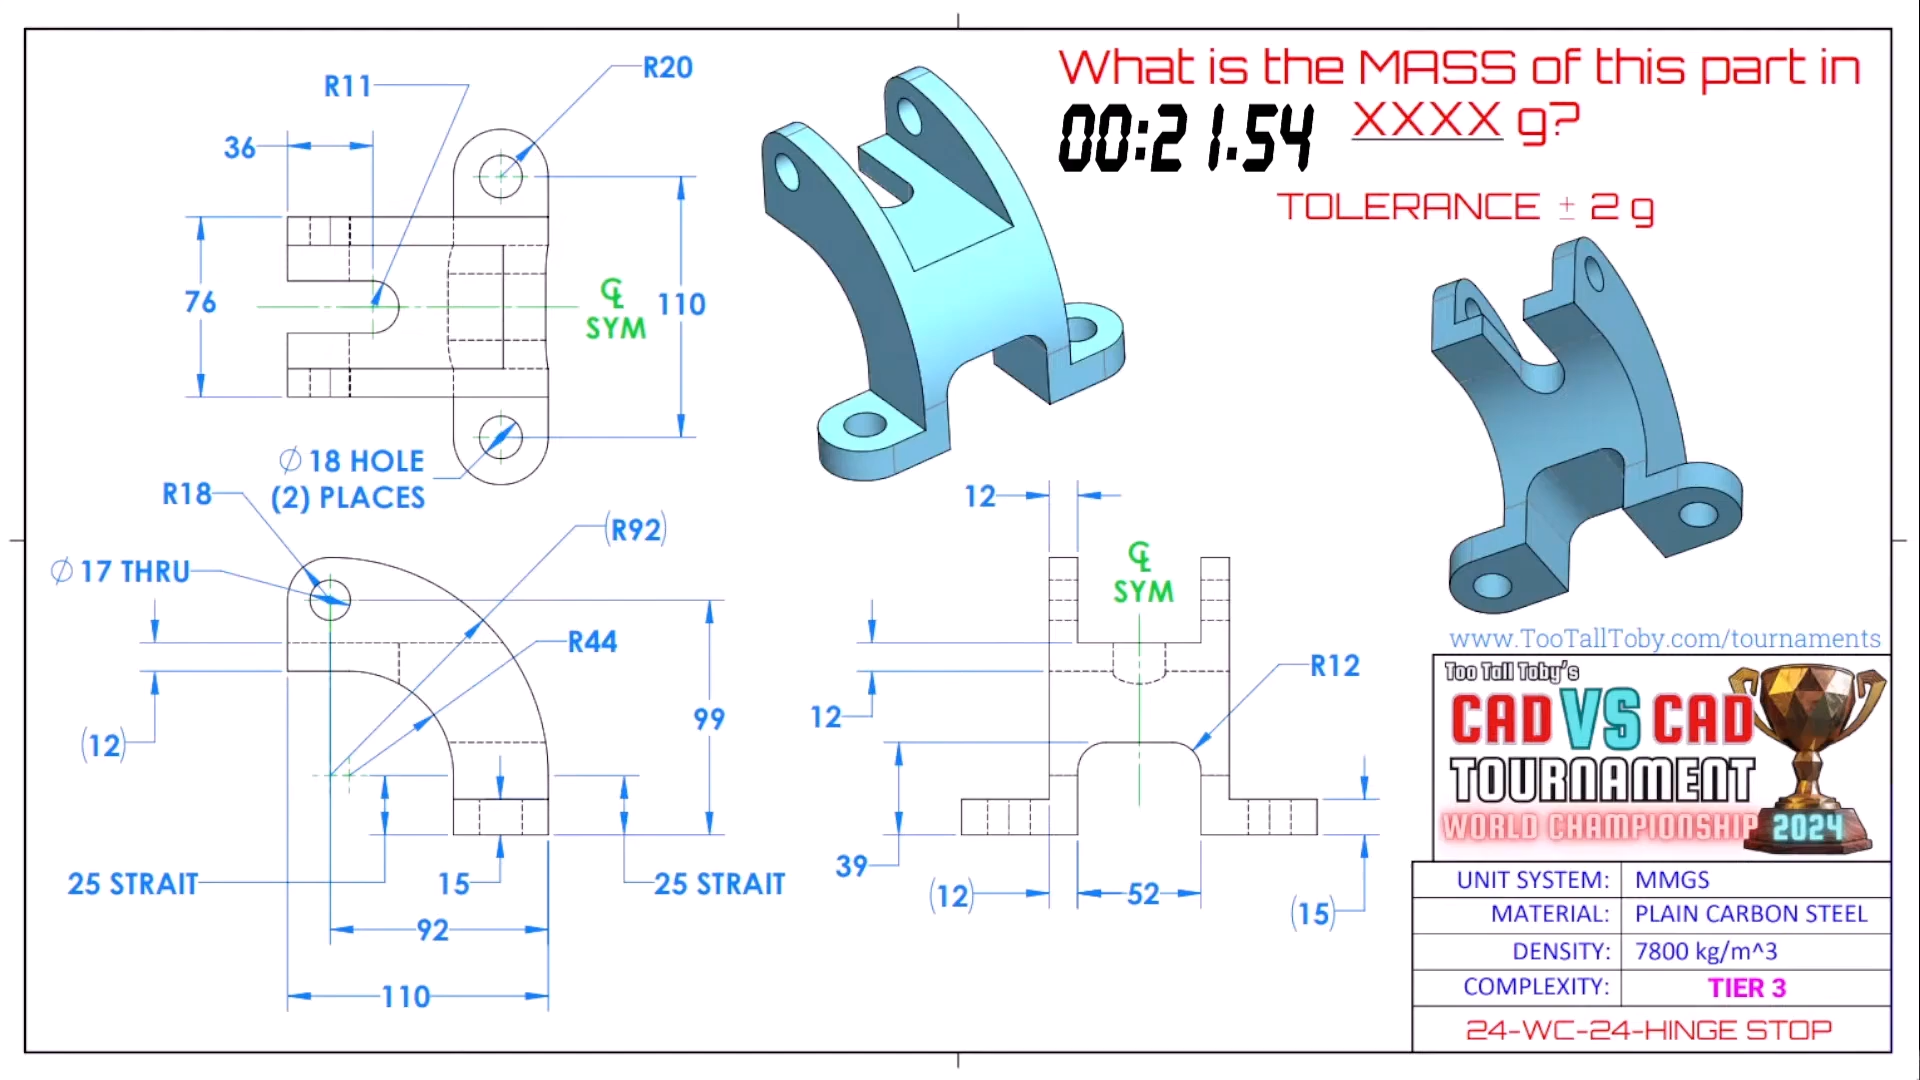 What is the MASS of this part in
00:21.54 XXXX g?
TOLERANCE ± 2 g
R11
R20
36
76
℄
SYM
110
Ø 18 HOLE
(2) PLACES
R18
Ø 17 THRU
(R92)
R44
(12)
99
25 STRAIT
15
25 STRAIT
92
110
12
℄
SYM
R12
12
39
(12)
52
(15)
www.TooTallToby.com/tournaments
Too Tall Toby's
CAD VS CAD
TOURNAMENT
WORLD CHAMPIONSHIP 2024
UNIT SYSTEM: MMGS
MATERIAL: PLAIN CARBON STEEL
DENSITY: 7800 kg/m^3
COMPLEXITY: TIER 3
24-WC-24-HINGE STOP